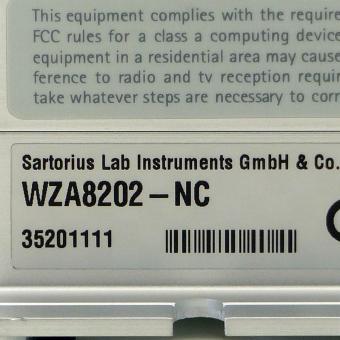 This equipment complies with the require
FCC rules for a class a computing device
equipment in a residential area may cause
ference to radio and tv reception requir
take whatever steps are necessary to corr
Sartorius Lab Instruments GmbH & Co.
WZA8202 – NC
35201111